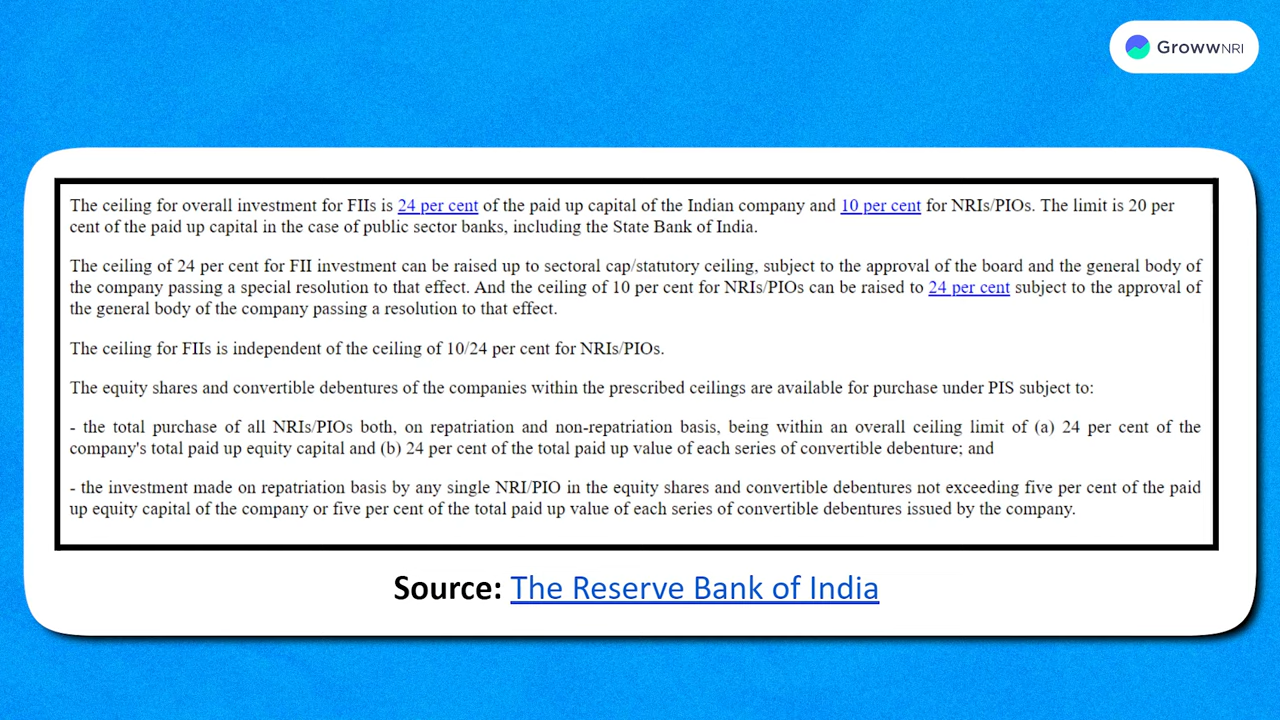 GrowwNRI
The ceiling for overall investment for FIIs is 24 per cent of the paid up capital of the Indian company and 10 per cent for NRIs/PIOs. The limit is 20 per
cent of the paid up capital in the case of public sector banks, including the State Bank of India.
The ceiling of 24 per cent for FII investment can be raised up to sectoral cap/statutory ceiling, subject to the approval of the board and the general body of
the company passing a special resolution to that effect. And the ceiling of 10 per cent for NRIs/PIOs can be raised to 24 per cent subject to the approval of
the general body of the company passing a resolution to that effect.
The ceiling for FIIs is independent of the ceiling of 10/24 per cent for NRIs/PIOs.
The equity shares and convertible debentures of the companies within the prescribed ceilings are available for purchase under PIS subject to:
- the total purchase of all NRIs/PIOs both, on repatriation and non-repatriation basis, being within an overall ceiling limit of (a) 24 per cent of the
company's total paid up equity capital and (b) 24 per cent of the total paid up value of each series of convertible debenture; and
- the investment made on repatriation basis by any single NRI/PIO in the equity shares and convertible debentures not exceeding five per cent of the paid
up equity capital of the company or five per cent of the total paid up value of each series of convertible debentures issued by the company.
Source: The Reserve Bank of India